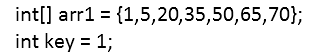 int[] arr1 = {1,5,20,35,50,65,70};
int key = 1;